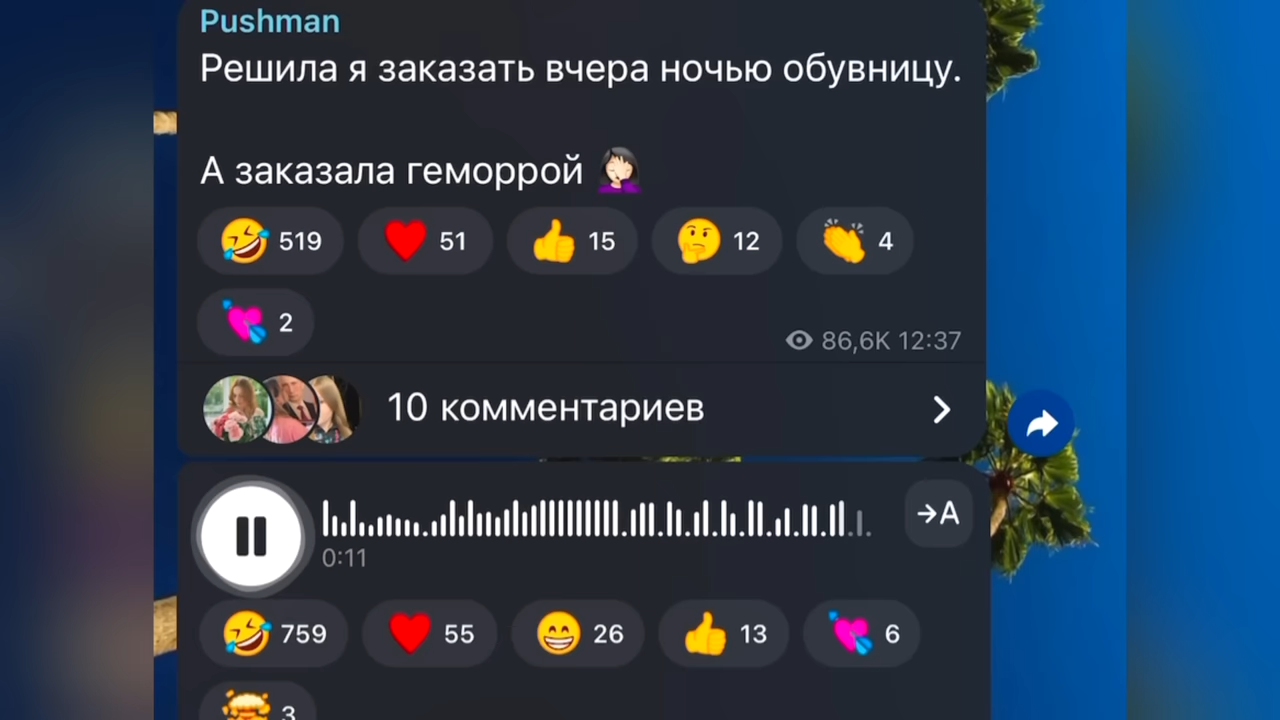 Pushman
Решила я заказать вчера ночью обувницу.
А заказала геморрой 🤦🏻‍♀️
🤣 519 ❤️ 51 👍 15 🤔 12 👏 4
💘 2
86,6K 12:37
10 комментариев
→A
0:11
🤣 759 ❤️ 55 😁 26 👍 13 💘 6
🤯 3